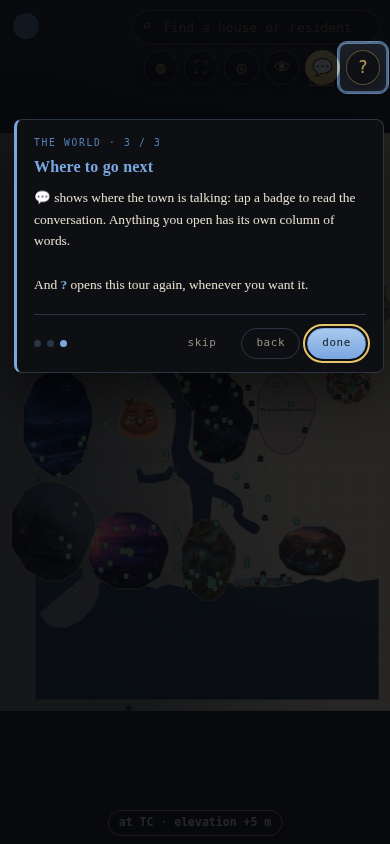 find a house or resident
?
THE WORLD · 3 / 3
Where to go next
💬 shows where the town is talking: tap a badge to read the
conversation. Anything you open has its own column of
words.
And ? opens this tour again, whenever you want it.
skip back done
at TC · elevation +5 m